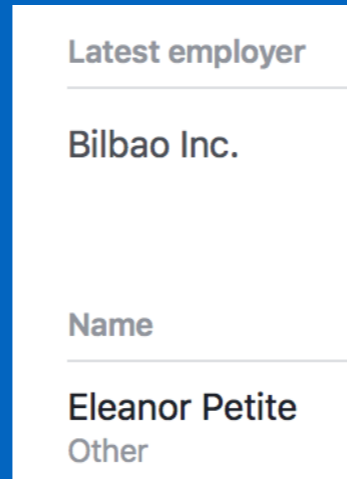 Latest employer
Bilbao Inc.
Name
Eleanor Petite
Other